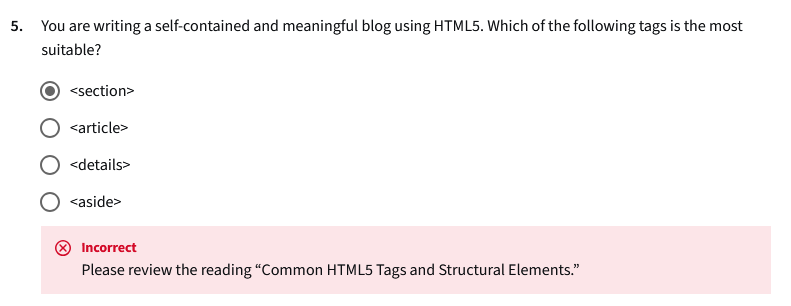 5. You are writing a self-contained and meaningful blog using HTML5. Which of the following tags is the most
suitable?
<section>
<article>
<details>
<aside>
Incorrect
Please review the reading “Common HTML5 Tags and Structural Elements.”